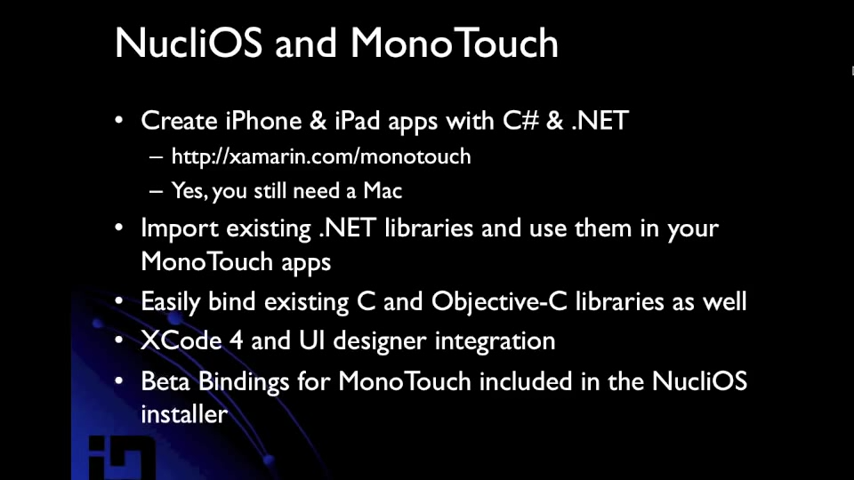 NucliOS and MonoTouch
• Create iPhone & iPad apps with C# & .NET
– http://xamarin.com/monotouch
– Yes, you still need a Mac
• Import existing .NET libraries and use them in your
MonoTouch apps
• Easily bind existing C and Objective-C libraries as well
• XCode 4 and UI designer integration
• Beta Bindings for MonoTouch included in the NucliOS
installer